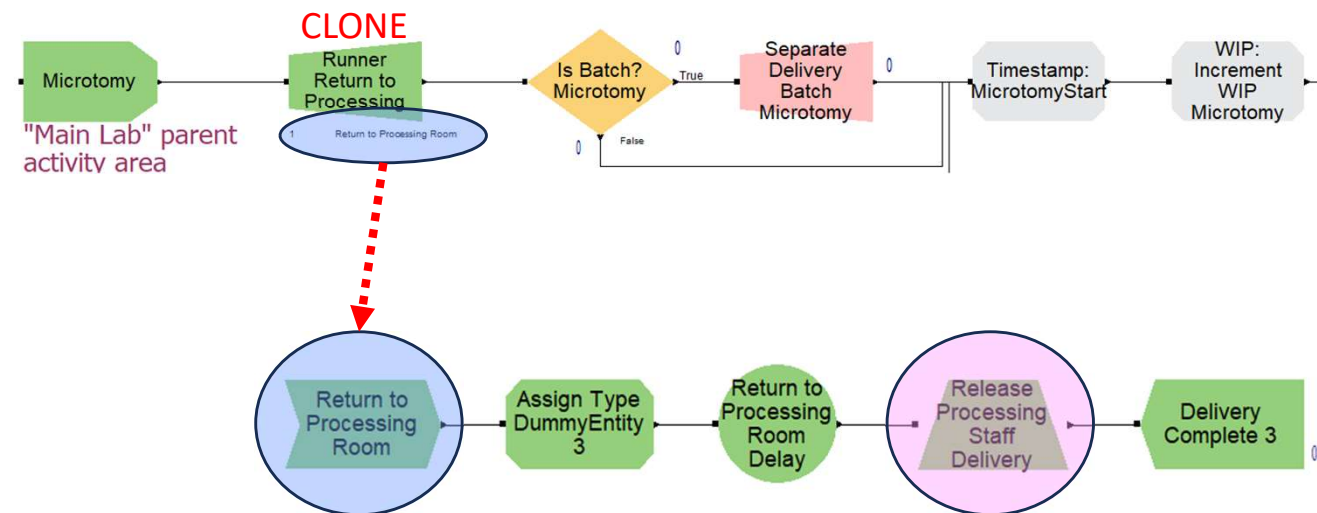 CLONE
Microtomy
"Main Lab" parent
activity area
Runner
Return to
Processing
1 Return to Processing Room
Is Batch?
Microtomy
0
True
0
False
Separate
Delivery
Batch
Microtomy
0
Timestamp:
MicrotomyStart
WIP:
Increment
WIP
Microtomy
Return to
Processing
Room
Assign Type
DummyEntity
3
Return to
Processing
Room
Delay
Release
Processing
Staff
Delivery
Delivery
Complete 3
0